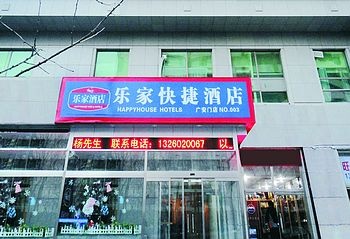 乐家酒店
乐家快捷酒店
HAPPYHOUSE HOTELS
广安门店 NO.003
杨先生 联系电话: 13260200067 以